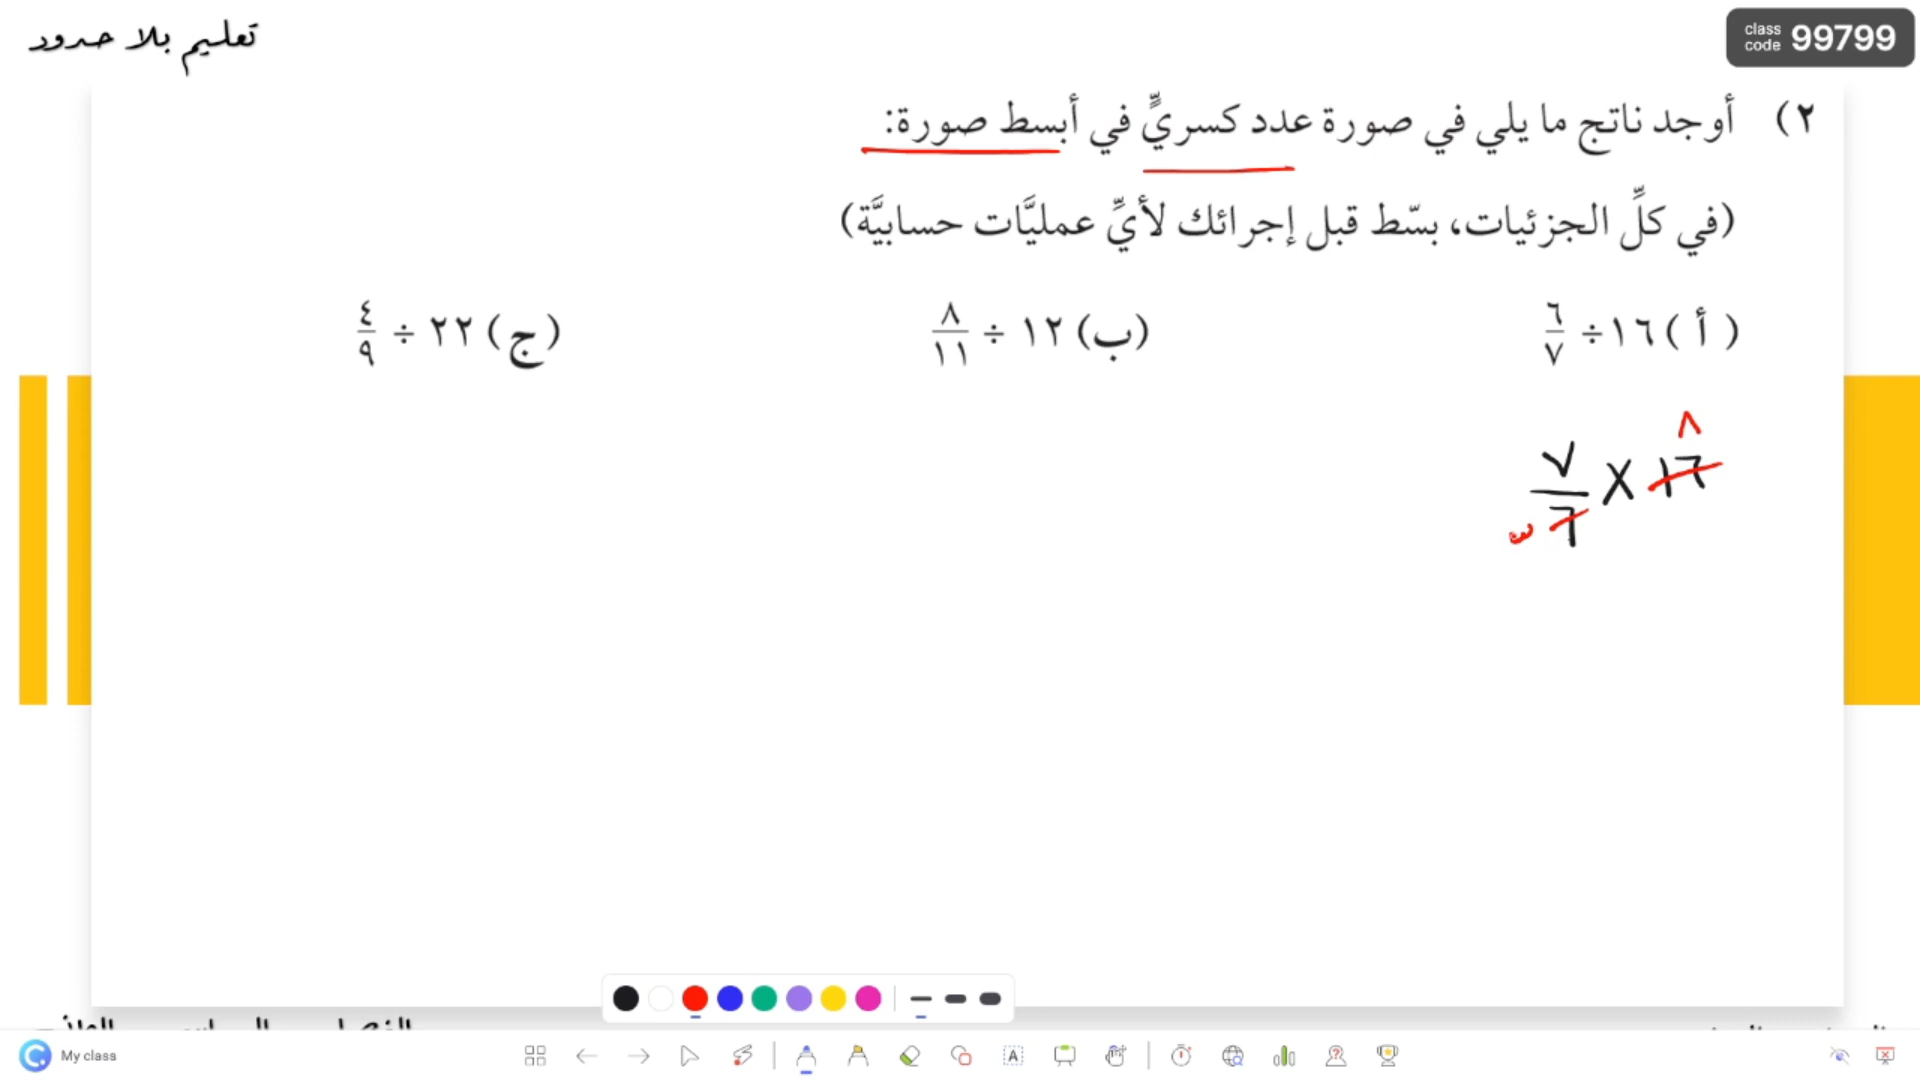 تعليم بلا حدود
class code 99799
٢) أوجد ناتج ما يلي في صورة عدد كسريٍّ في أبسط صورة:
(في كلِّ الجزئيات، بسّط قبل إجرائك لأيِّ عمليَّات حسابيَّة)
( أ ) ١٦ ÷ ٦/٧ (ب) ١٢ ÷ ٨/١١ (ج) ٢٢ ÷ ٤/٩
٨
١٦ × ٧/٦
٣
My class